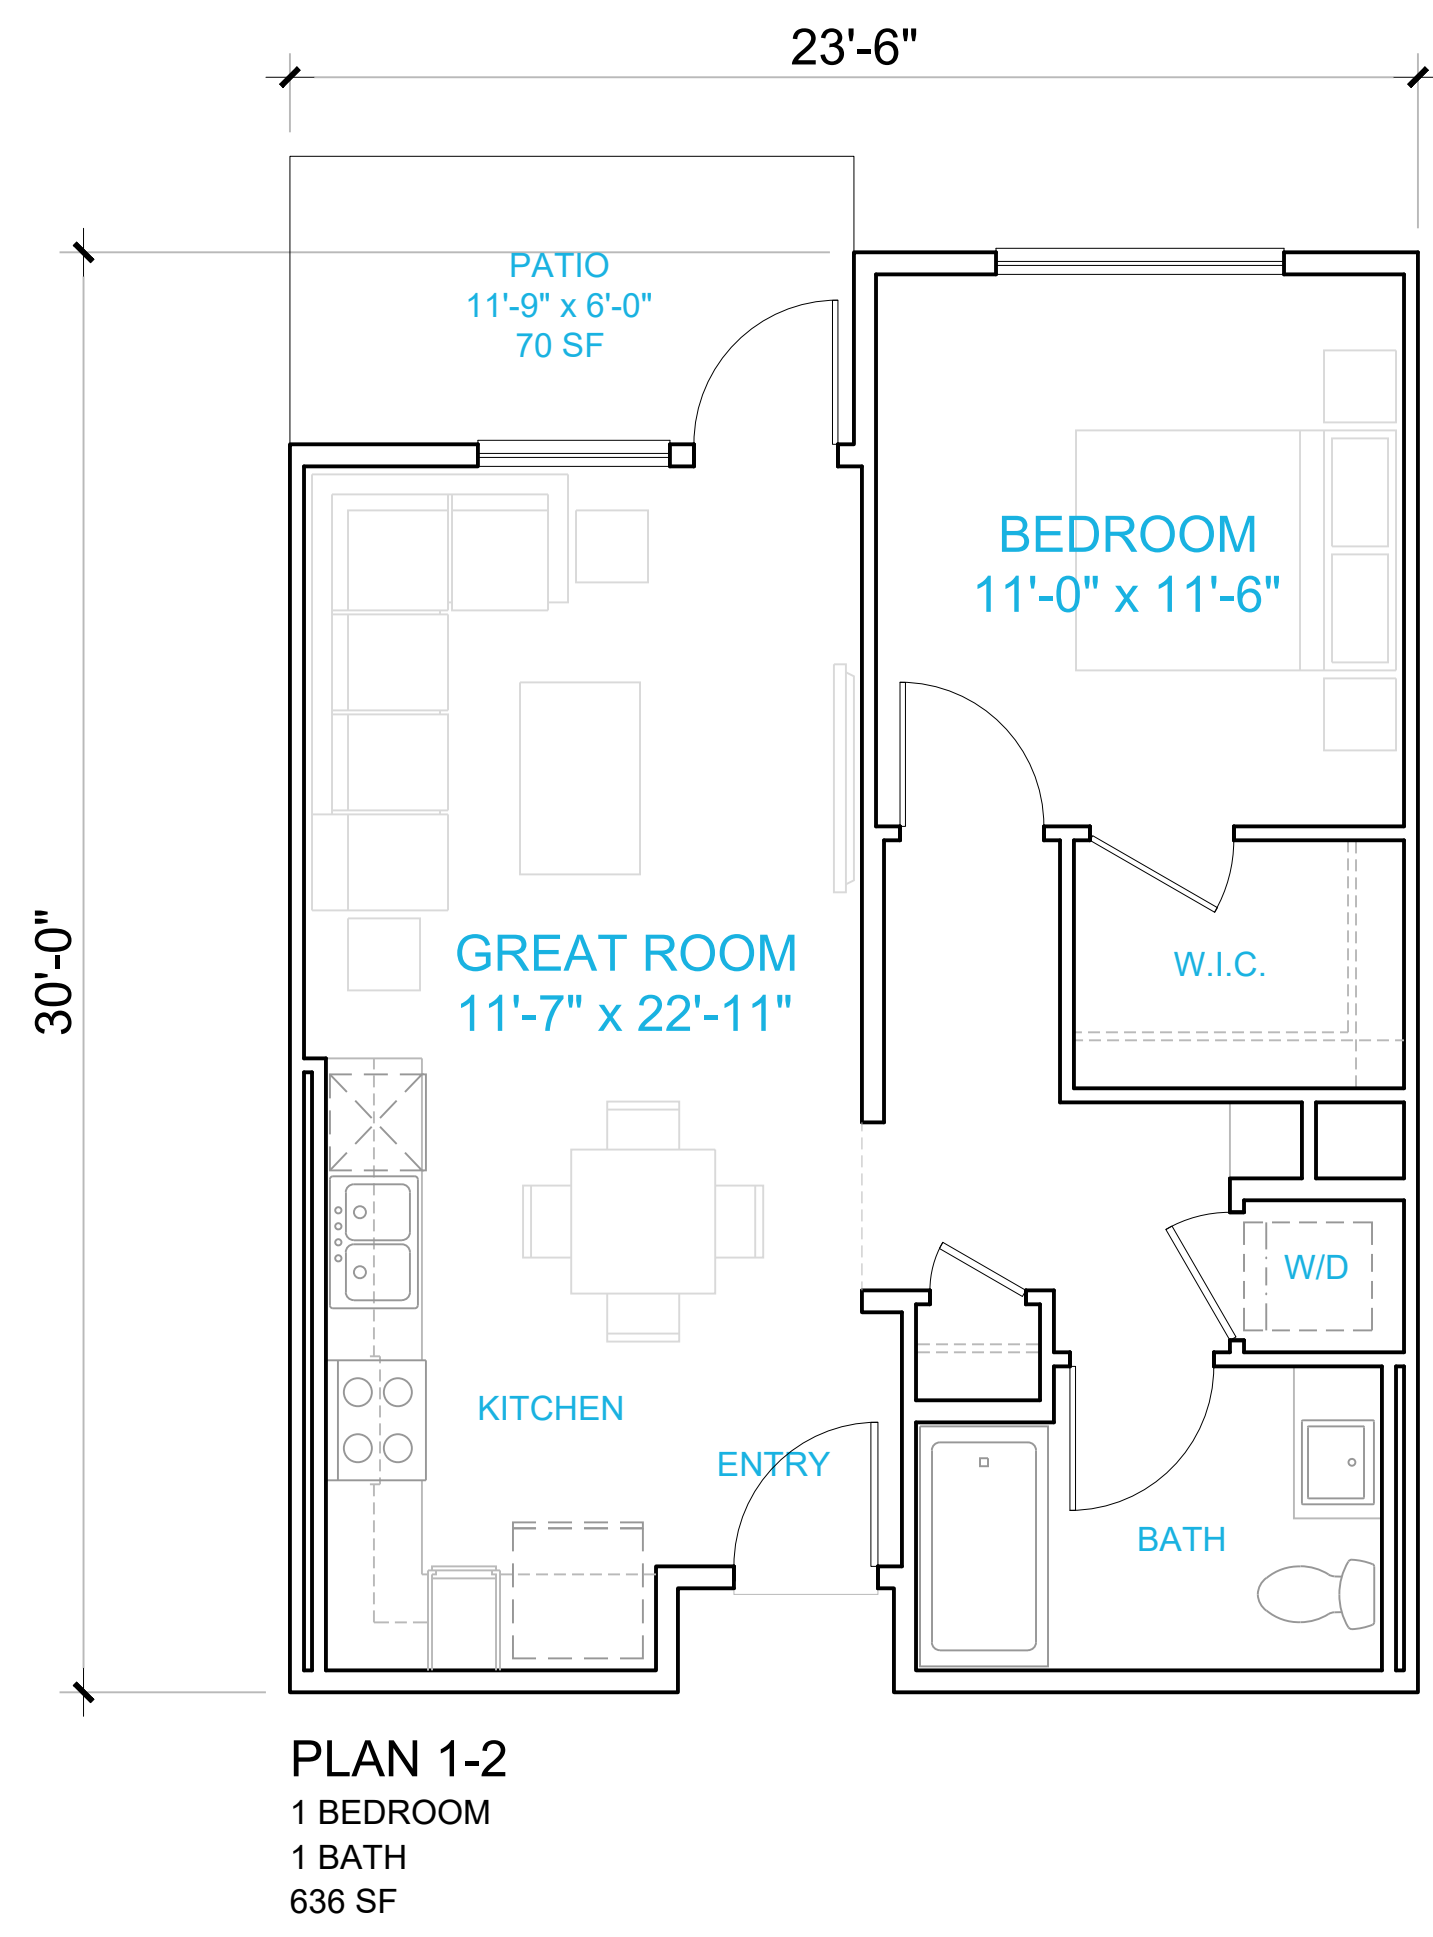 23'-6"
PATIO
11'-9" x 6'-0"
70 SF
BEDROOM
11'-0" x 11'-6"
30'-0"
GREAT ROOM
11'-7" x 22'-11"
W.I.C.
W/D
KITCHEN
ENTRY
BATH
PLAN 1-2
1 BEDROOM
1 BATH
636 SF